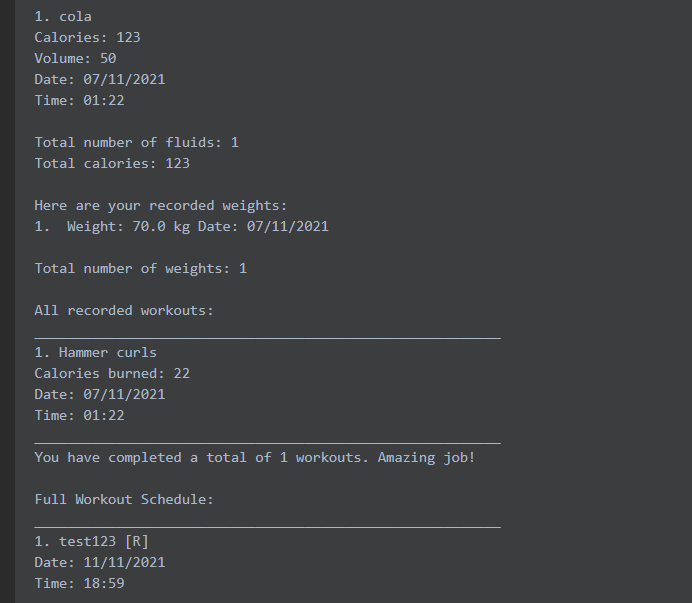 1. cola
Calories: 123
Volume: 50
Date: 07/11/2021
Time: 01:22
Total number of fluids: 1
Total calories: 123
Here are your recorded weights:
1.  Weight: 70.0 kg Date: 07/11/2021
Total number of weights: 1
All recorded workouts:
1. Hammer curls
Calories burned: 22
Date: 07/11/2021
Time: 01:22
You have completed a total of 1 workouts. Amazing job!
Full Workout Schedule:
1. test123 [R]
Date: 11/11/2021
Time: 18:59